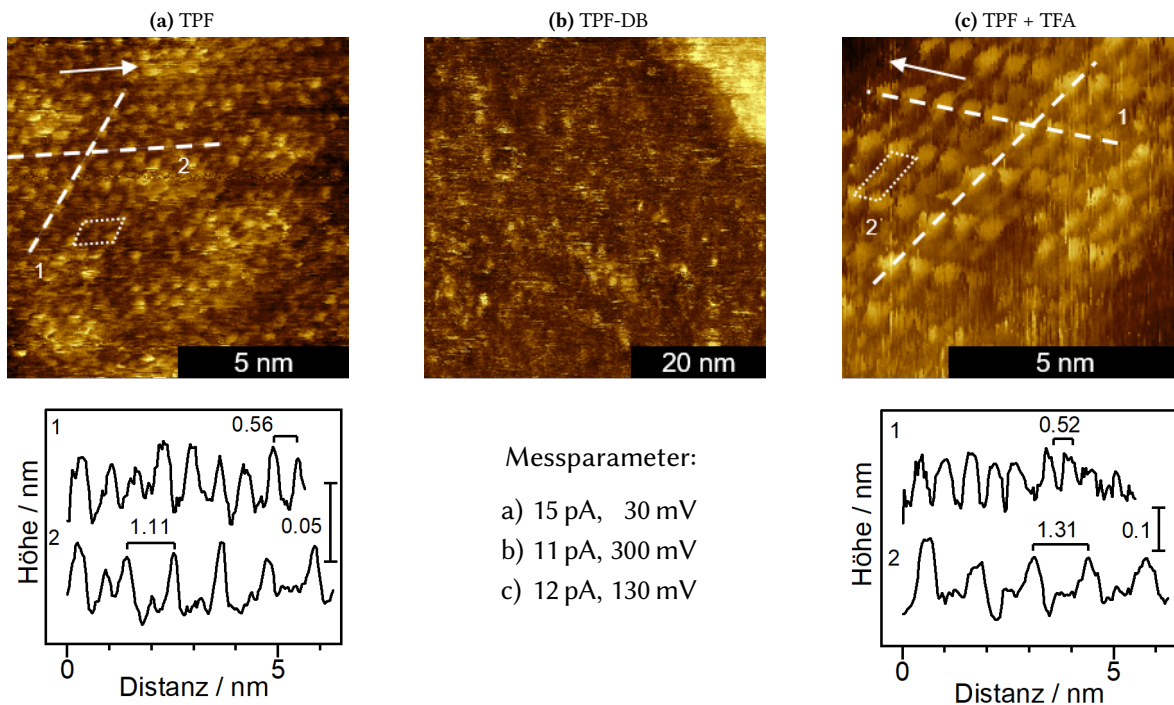 (a) TPF
(b) TPF-DB
(c) TPF + TFA
1
2
5 nm
20 nm
1
2
5 nm
1
0.56
0.05
2
1.11
Höhe / nm
0
5
Distanz / nm
Messparameter:
a) 15 pA, 30 mV
b) 11 pA, 300 mV
c) 12 pA, 130 mV
1
0.52
0.1
2
1.31
Höhe / nm
0
5
Distanz / nm